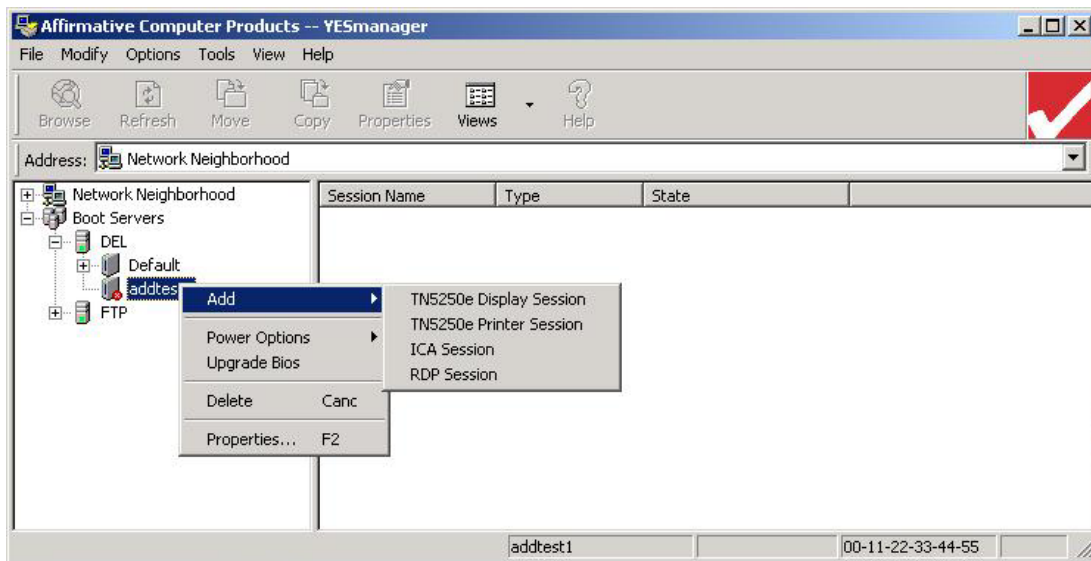 Affirmative Computer Products -- YESmanager
File Modify Options Tools View Help
Browse Refresh Move Copy Properties Views Help
Address: Network Neighborhood
Network Neighborhood
Boot Servers
DEL
Default
addtes
FTP
Session Name Type State
Add
Power Options
Upgrade Bios
Delete Canc
Properties... F2
TN5250e Display Session
TN5250e Printer Session
ICA Session
RDP Session
addtest1 00-11-22-33-44-55